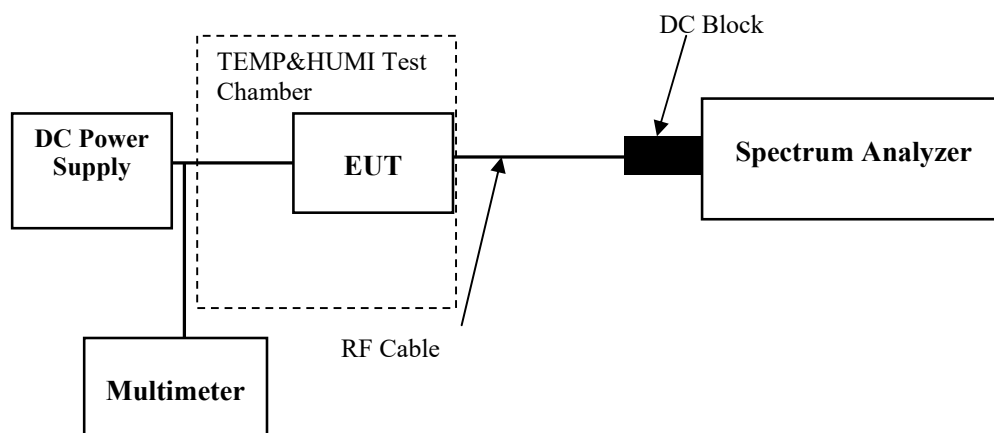 DC Block
TEMP&HUMI Test
Chamber
DC Power
Supply
EUT
Spectrum Analyzer
RF Cable
Multimeter